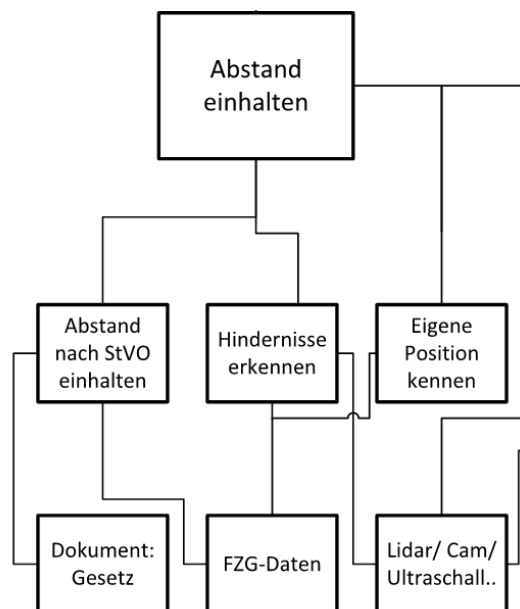 Abstand
einhalten
Abstand
nach StVO
einhalten
Hindernisse
erkennen
Eigene
Position
kennen
Dokument:
Gesetz
FZG-Daten
Lidar/ Cam/
Ultraschall..